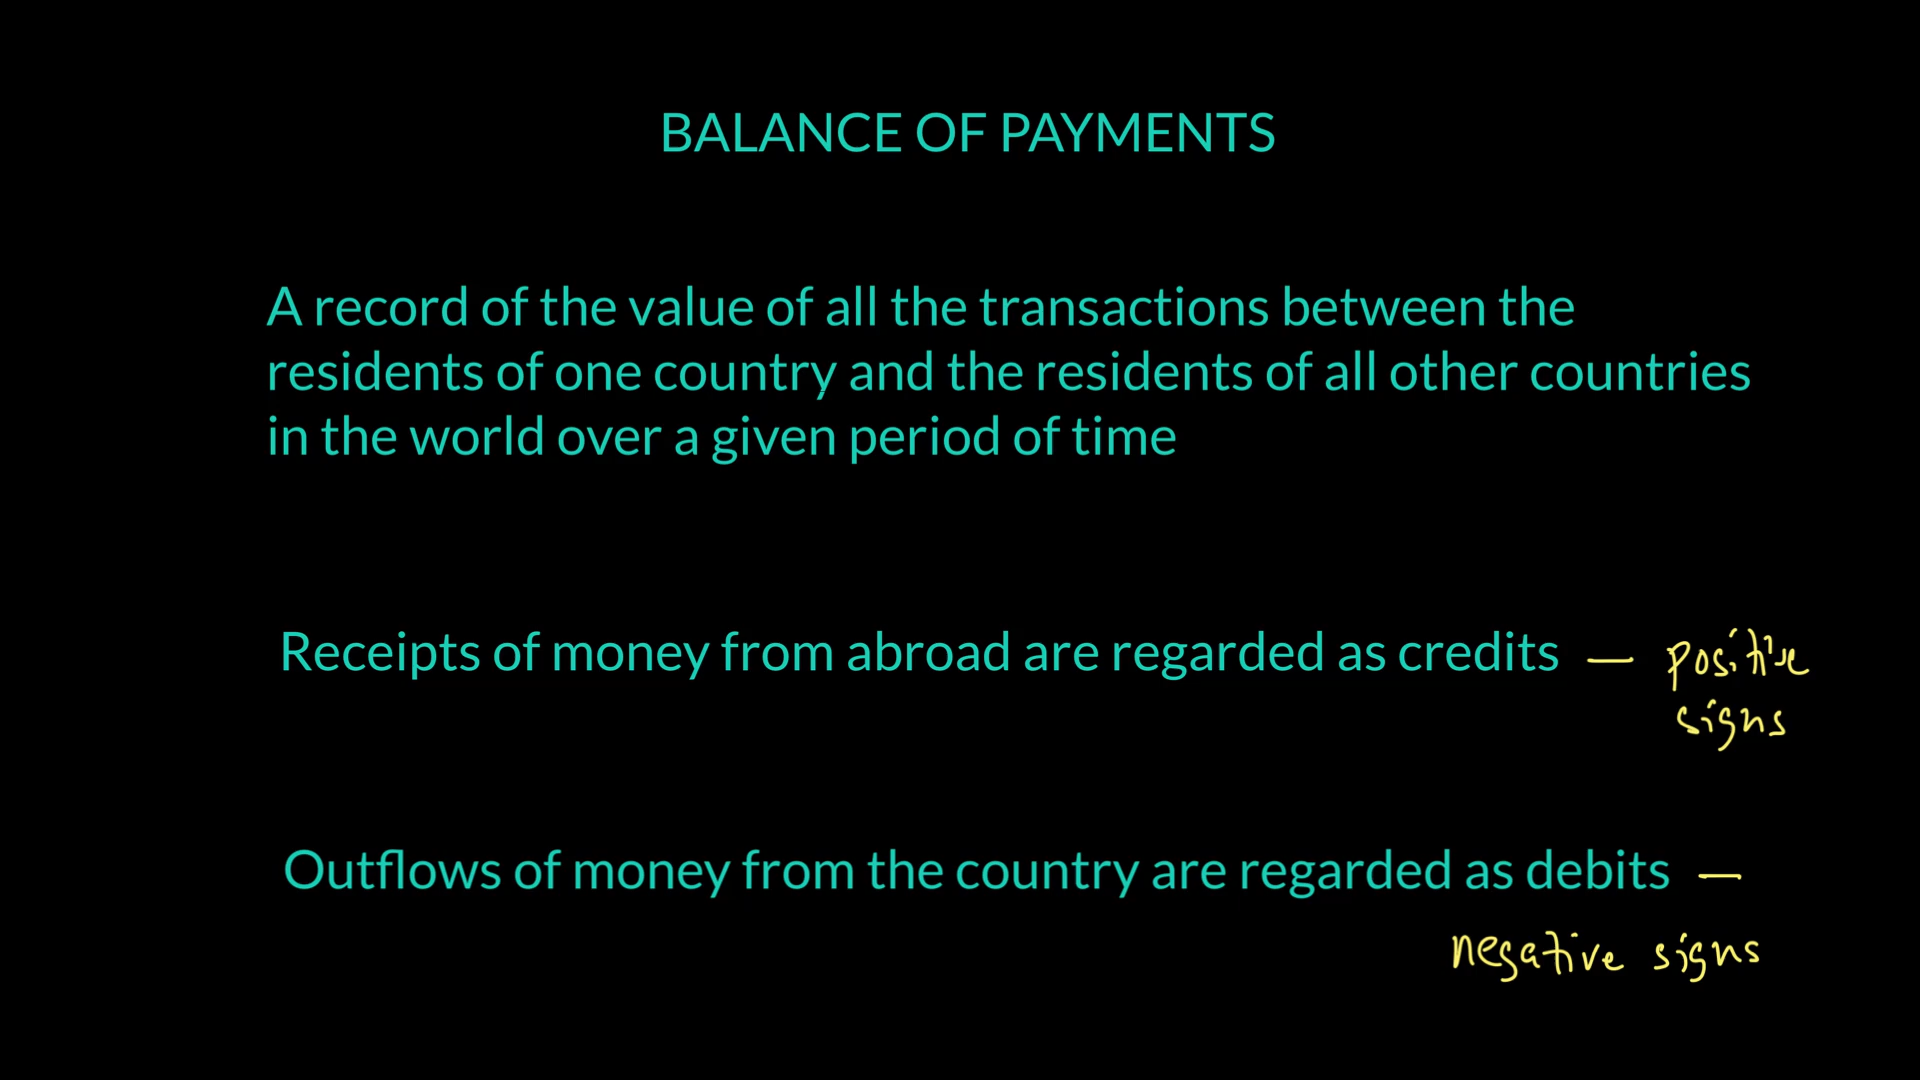 BALANCE OF PAYMENTS
A record of the value of all the transactions between the
residents of one country and the residents of all other countries
in the world over a given period of time
Receipts of money from abroad are regarded as credits — positive
signs
Outflows of money from the country are regarded as debits —
negative signs